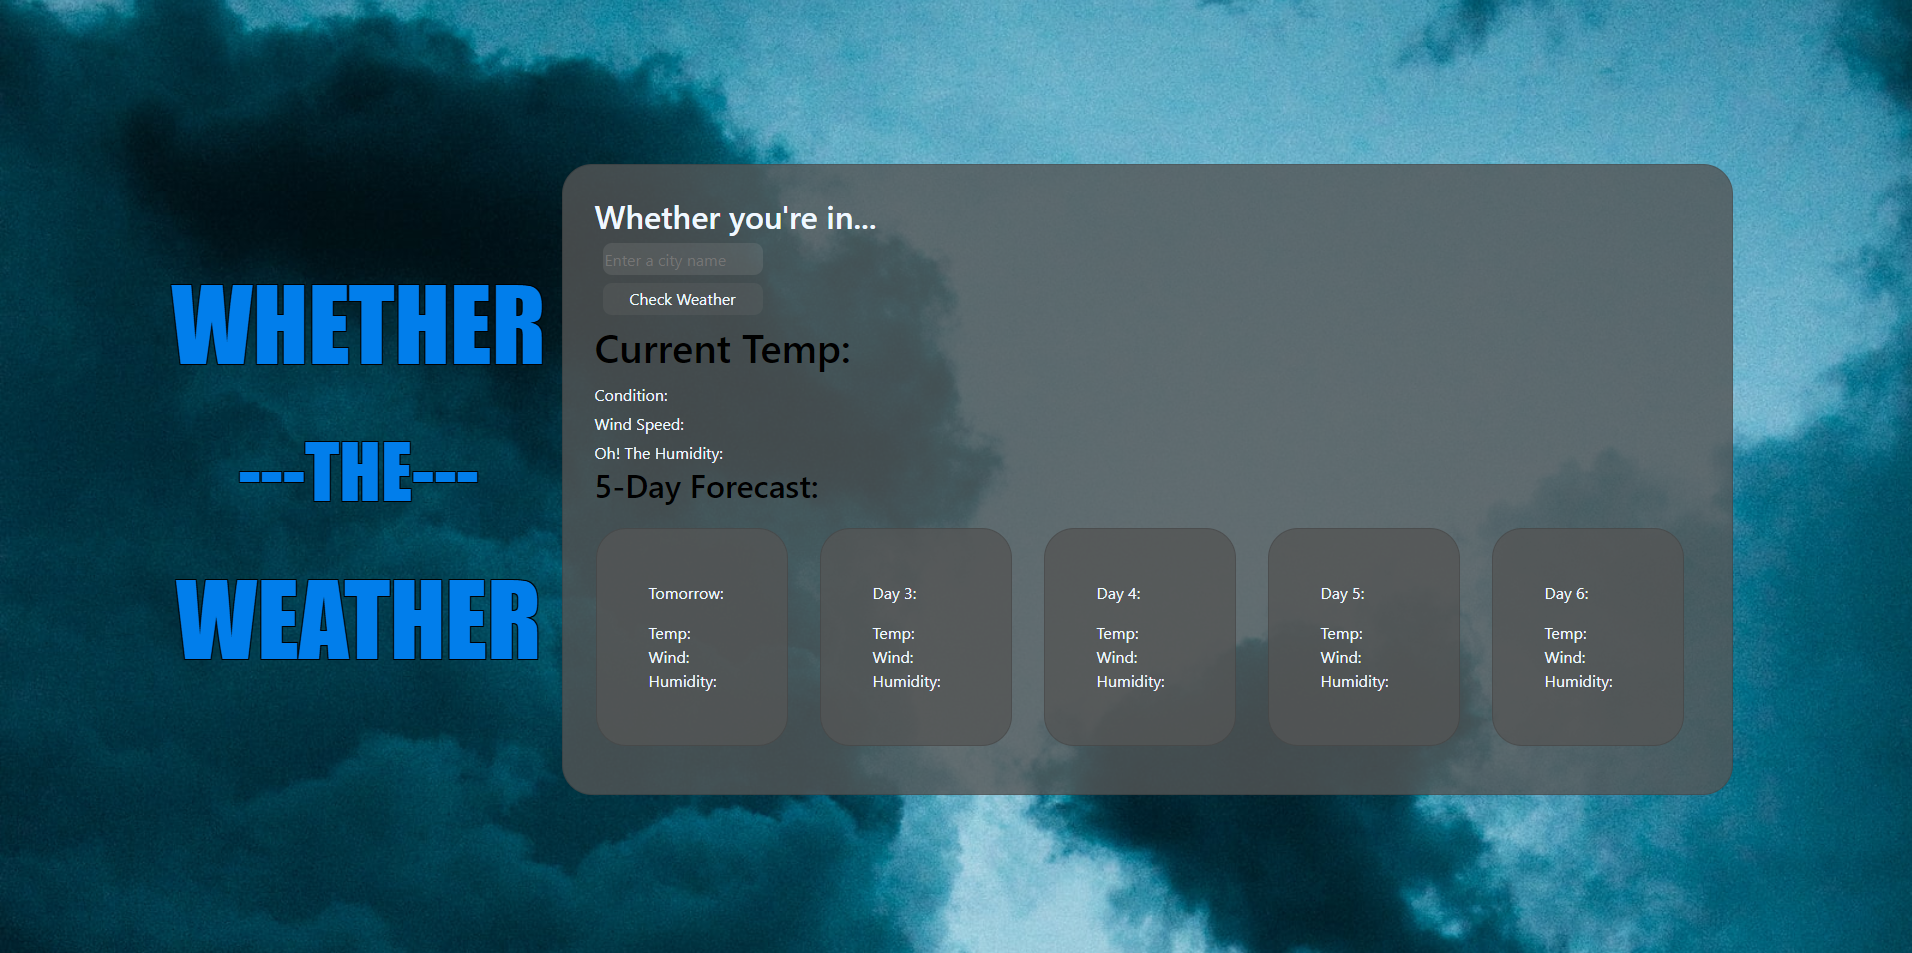 WHETHER
---THE---
WEATHER
Whether you're in...
Enter a city name
Check Weather
Current Temp:
Condition:
Wind Speed:
Oh! The Humidity:
5-Day Forecast:
Tomorrow:
Temp:
Wind:
Humidity:
Day 3:
Temp:
Wind:
Humidity:
Day 4:
Temp:
Wind:
Humidity:
Day 5:
Temp:
Wind:
Humidity:
Day 6:
Temp:
Wind:
Humidity: